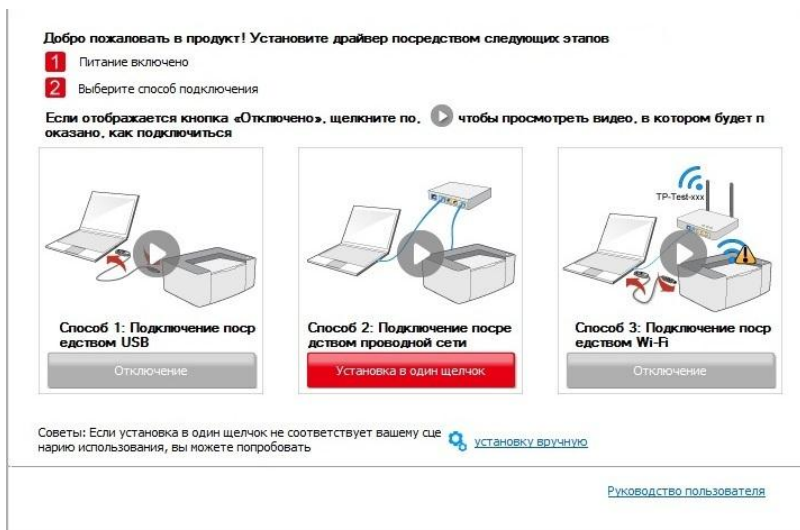 Добро пожаловать в продукт! Установите драйвер посредством следующих этапов
1 Питание включено
2 Выберите способ подключения
Если отображается кнопка «Отключено», щелкните по, чтобы просмотреть видео, в котором будет п
оказано, как подключиться
TP-Test-xxx
Способ 1: Подключение поср
едством USB
Отключение
Способ 2: Подключение посре
дством проводной сети
Установка в один щелчок
Способ 3: Подключение поср
едством Wi-Fi
Отключение
Советы: Если установка в один щелчок не соответствует вашему сце
нарию использования, вы можете попробовать
установку вручную
Руководство пользователя